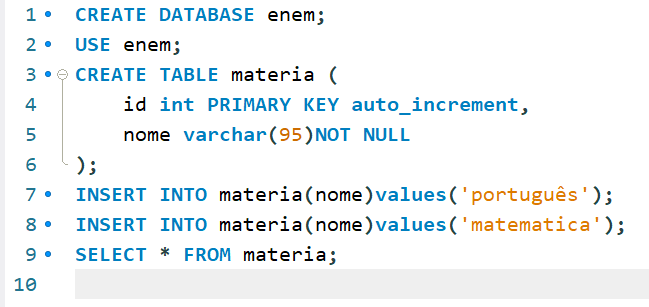 1 CREATE DATABASE enem;
2 USE enem;
3 CREATE TABLE materia (
4 id int PRIMARY KEY auto_increment,
5 nome varchar(95)NOT NULL
6 );
7 INSERT INTO materia(nome)values('português');
8 INSERT INTO materia(nome)values('matematica');
9 SELECT * FROM materia;
10